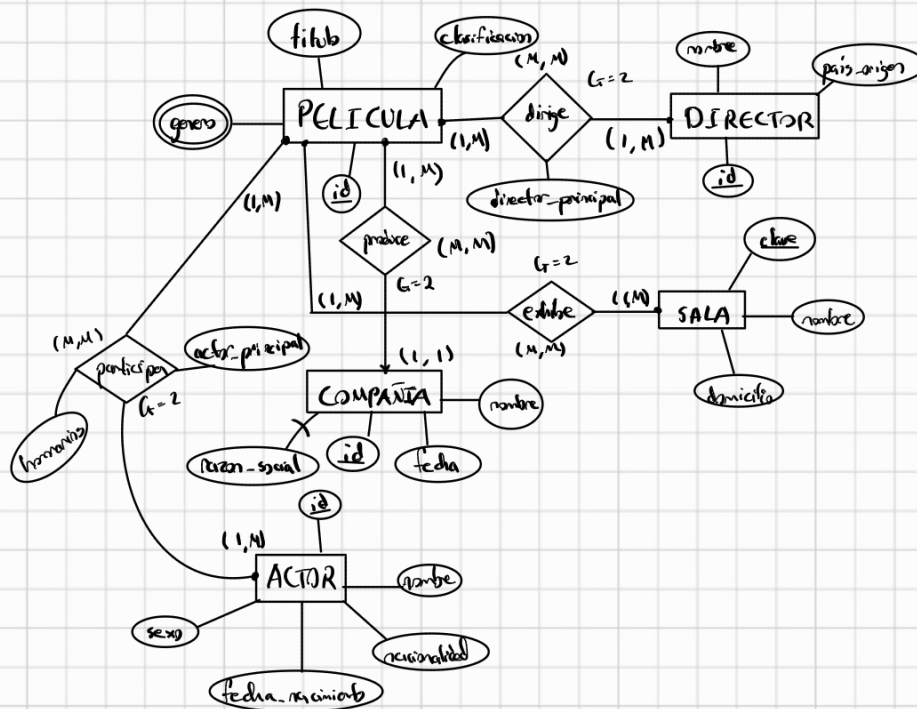 titulo
clasificacion
(M, M)
G=2
nombre
pais_origen
genero
PELICULA
dirige
DIRECTOR
(1,M)
(1,M)
id
director_principal
id
(1,M)
(1,M)
produce
(M, M)
G=2
G=2
clave
(1,M)
exhibe
(1,M)
SALA
nombre
(M,M)
domicilio
(M,M)
participan
actor_principal
G=2
honorarios
(1,1)
COMPAÑIA
nombre
razon_social
id
fecha
id
(1,M)
ACTOR
nombre
sexo
nacionalidad
fecha_nacimiento